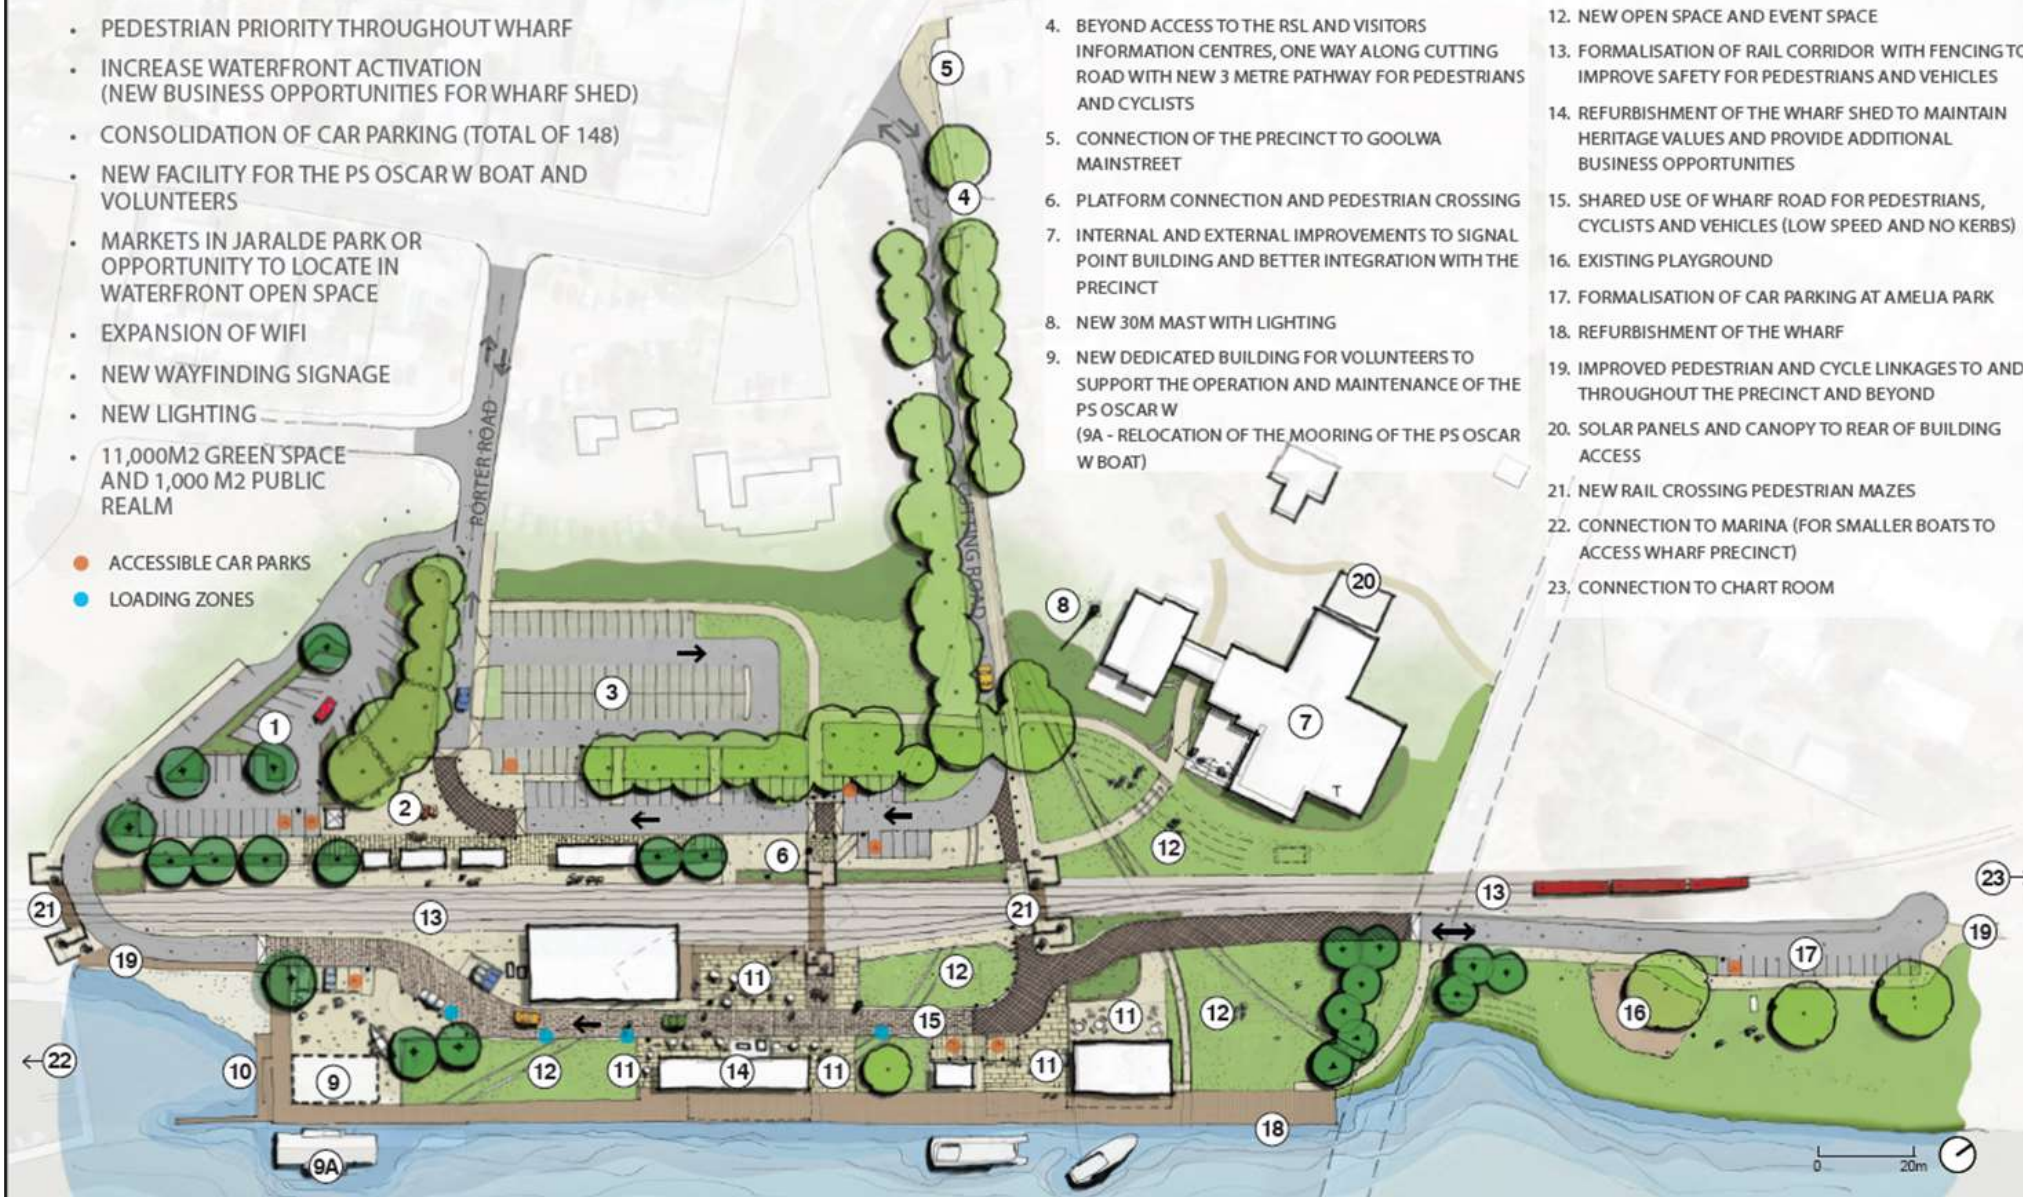 • PEDESTRIAN PRIORITY THROUGHOUT WHARF
• INCREASE WATERFRONT ACTIVATION
(NEW BUSINESS OPPORTUNITIES FOR WHARF SHED)
• CONSOLIDATION OF CAR PARKING (TOTAL OF 148)
• NEW FACILITY FOR THE PS OSCAR W BOAT AND
VOLUNTEERS
• MARKETS IN JARALDE PARK OR
OPPORTUNITY TO LOCATE IN
WATERFRONT OPEN SPACE
• EXPANSION OF WIFI
• NEW WAYFINDING SIGNAGE
• NEW LIGHTING
• 11,000M2 GREEN SPACE
AND 1,000 M2 PUBLIC
REALM
ACCESSIBLE CAR PARKS
LOADING ZONES
4. BEYOND ACCESS TO THE RSL AND VISITORS
INFORMATION CENTRES, ONE WAY ALONG CUTTING
ROAD WITH NEW 3 METRE PATHWAY FOR PEDESTRIANS
AND CYCLISTS
5. CONNECTION OF THE PRECINCT TO GOOLWA
MAINSTREET
6. PLATFORM CONNECTION AND PEDESTRIAN CROSSING
7. INTERNAL AND EXTERNAL IMPROVEMENTS TO SIGNAL
POINT BUILDING AND BETTER INTEGRATION WITH THE
PRECINCT
8. NEW 30M MAST WITH LIGHTING
9. NEW DEDICATED BUILDING FOR VOLUNTEERS TO
SUPPORT THE OPERATION AND MAINTENANCE OF THE
PS OSCAR W
(9A - RELOCATION OF THE MOORING OF THE PS OSCAR
W BOAT)
12. NEW OPEN SPACE AND EVENT SPACE
13. FORMALISATION OF RAIL CORRIDOR WITH FENCING TO
IMPROVE SAFETY FOR PEDESTRIANS AND VEHICLES
14. REFURBISHMENT OF THE WHARF SHED TO MAINTAIN
HERITAGE VALUES AND PROVIDE ADDITIONAL
BUSINESS OPPORTUNITIES
15. SHARED USE OF WHARF ROAD FOR PEDESTRIANS,
CYCLISTS AND VEHICLES (LOW SPEED AND NO KERBS)
16. EXISTING PLAYGROUND
17. FORMALISATION OF CAR PARKING AT AMELIA PARK
18. REFURBISHMENT OF THE WHARF
19. IMPROVED PEDESTRIAN AND CYCLE LINKAGES TO AND
THROUGHOUT THE PRECINCT AND BEYOND
20. SOLAR PANELS AND CANOPY TO REAR OF BUILDING
ACCESS
21. NEW RAIL CROSSING PEDESTRIAN MAZES
22. CONNECTION TO MARINA (FOR SMALLER BOATS TO
ACCESS WHARF PRECINCT)
23. CONNECTION TO CHART ROOM
5
4
PORTER ROAD
CUTTING ROAD
20
8
3
7
1
T
2
6
12
13
23
21
13
21
19
19
11
12
17
15
11
12
16
22
10
9
12
11
14
11
11
18
9A
0 20m